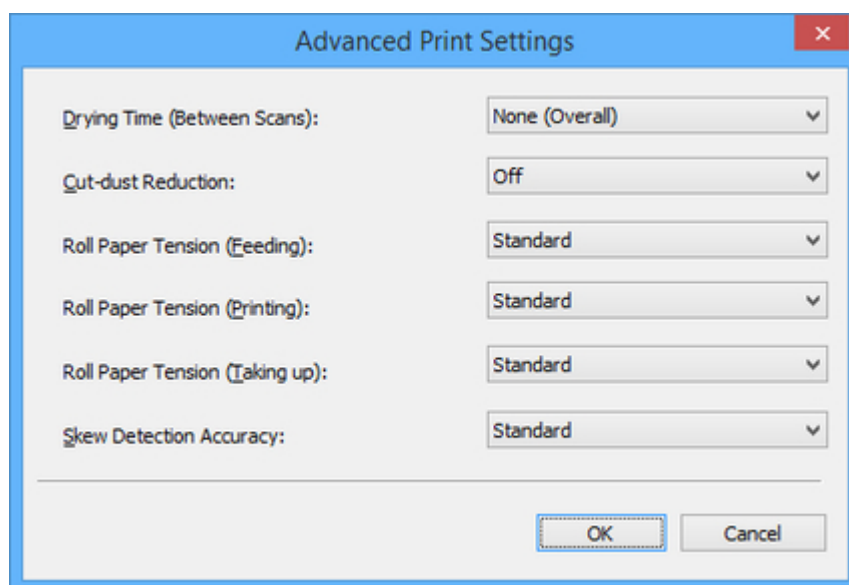 Advanced Print Settings
Drying Time (Between Scans): None (Overall)
Cut-dust Reduction: Off
Roll Paper Tension (Feeding): Standard
Roll Paper Tension (Printing): Standard
Roll Paper Tension (Taking up): Standard
Skew Detection Accuracy: Standard
OK Cancel